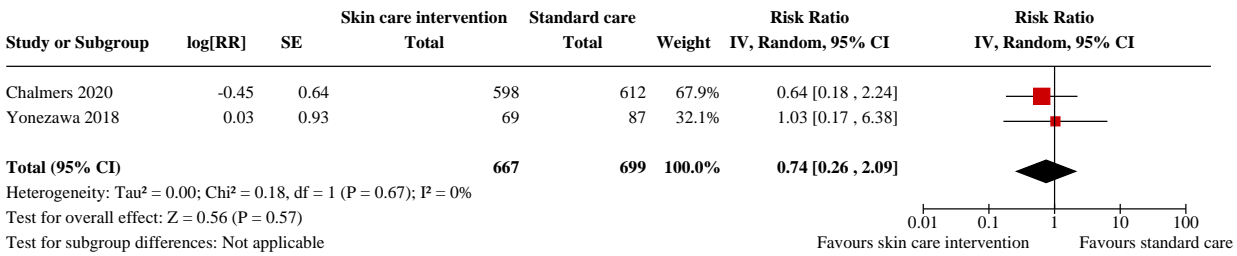 Skin care intervention Standard care Risk Ratio Risk Ratio
Study or Subgroup log[RR] SE Total Total Weight IV, Random, 95% CI IV, Random, 95% CI
Chalmers 2020 -0.45 0.64 598 612 67.9% 0.64 [0.18 , 2.24]
Yonezawa 2018 0.03 0.93 69 87 32.1% 1.03 [0.17 , 6.38]
Total (95% CI) 667 699 100.0% 0.74 [0.26 , 2.09]
Heterogeneity: Tau² = 0.00; Chi² = 0.18, df = 1 (P = 0.67); I² = 0%
Test for overall effect: Z = 0.56 (P = 0.57)
0.01 0.1 1 10 100
Test for subgroup differences: Not applicable Favours skin care intervention Favours standard care